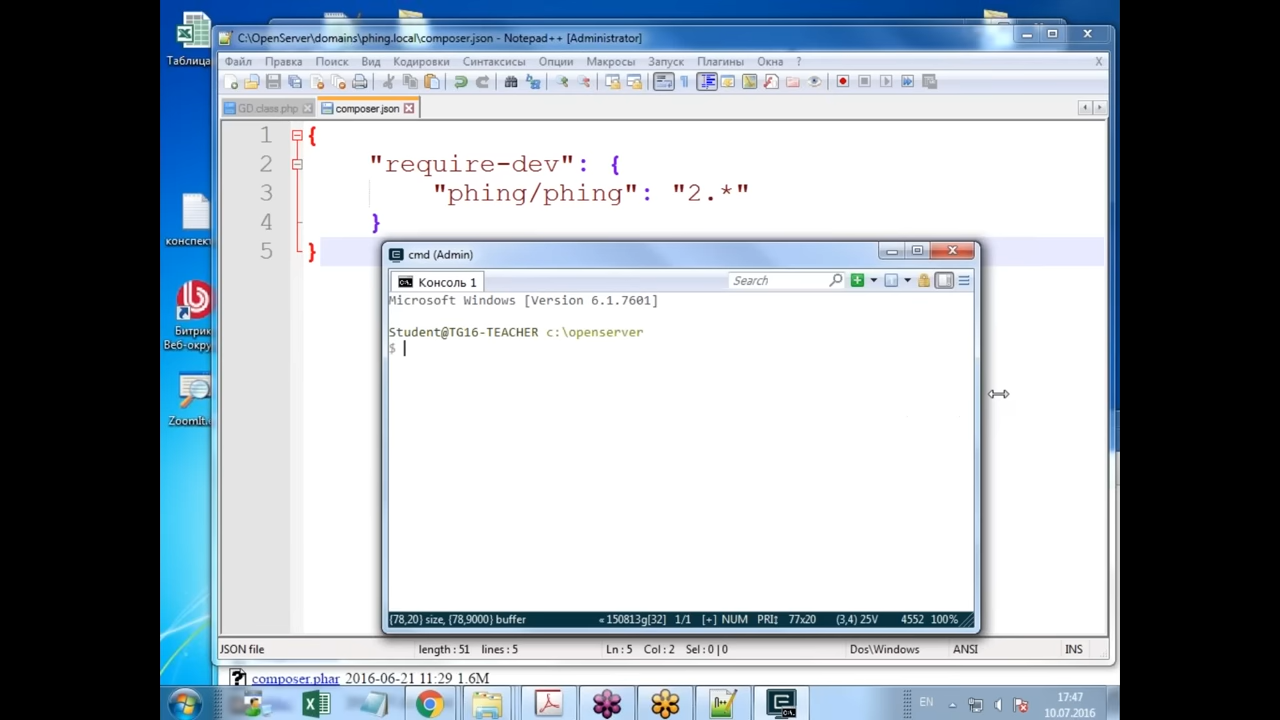 Таблица
C:\OpenServer\domains\phing.local\composer.json - Notepad++ [Administrator]
Файл Правка Поиск Вид Кодировки Синтаксисы Опции Макросы Запуск Плагины Окна ? X
GD.class.php composer.json
1 {
2 "require-dev": {
3 "phing/phing": "2.*"
4 }
5 }
конспект
Битрик
Веб-окру
ZoomIt.
cmd (Admin)
Консоль 1 Search
Microsoft Windows [Version 6.1.7601]
Student@TG16-TEACHER c:\openserver
$
{78,20} size, {78,9000} buffer « 150813g[32] 1/1 [+] NUM PRI↕ 77x20 (3,4) 25V 4552 100%
JSON file length : 51 lines : 5 Ln : 5 Col : 2 Sel : 0 | 0 Dos\Windows ANSI INS
composer.phar 2016-06-21 11:29 1.6M
EN 17:47
10.07.2016